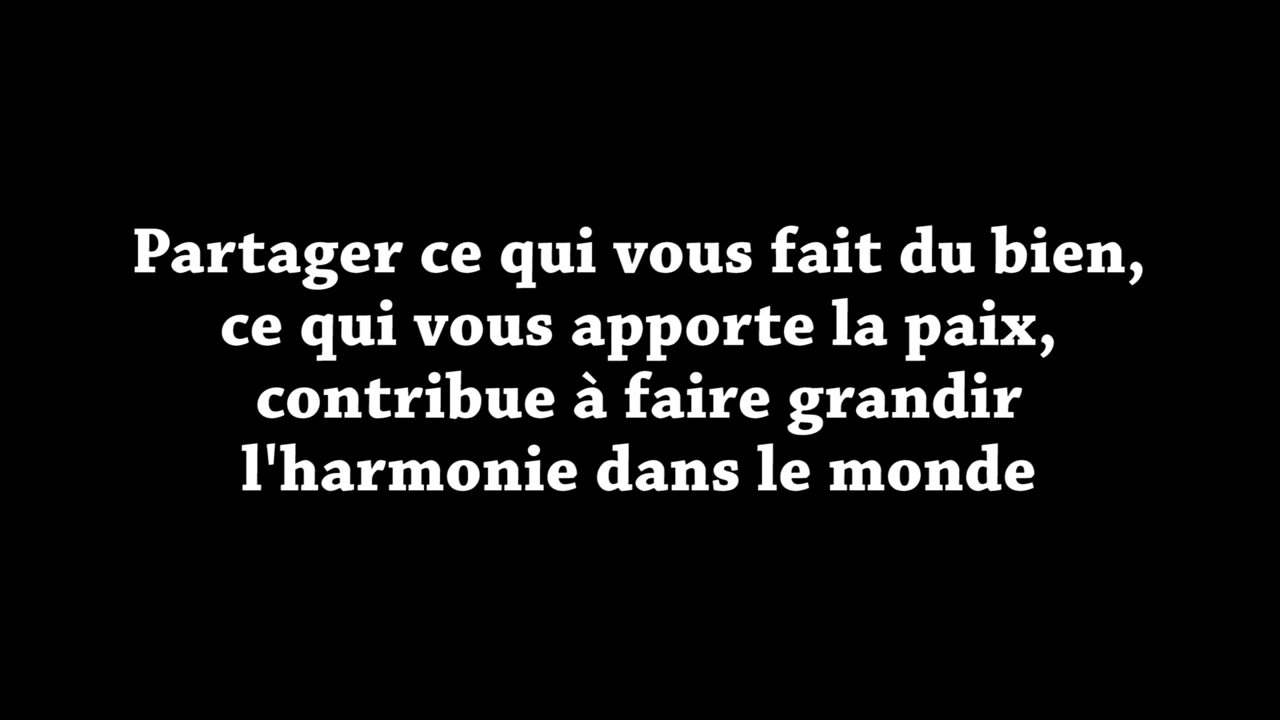 Partager ce qui vous fait du bien,
ce qui vous apporte la paix,
contribue à faire grandir
l'harmonie dans le monde